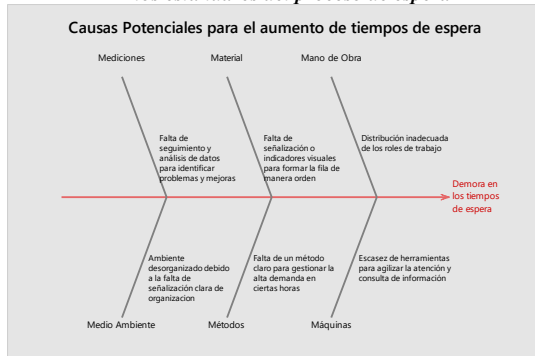 Causas Potenciales para el aumento de tiempos de espera
Mediciones
Material
Mano de Obra
Falta de
seguimiento y
análisis de datos
para identificar
problemas y mejoras
Falta de
señalización o
indicadores visuales
para formar la fila de
manera orden
Distribución inadecuada
de los roles de trabajo
Demora en
los tiempos
de espera
Ambiente
desorganizado debido
a la falta de
señalización clara de
organizacion
Falta de un método
claro para gestionar la
alta demanda en
ciertas horas
Escasez de herramientas
para agilizar la atención y
consulta de información
Medio Ambiente
Métodos
Máquinas